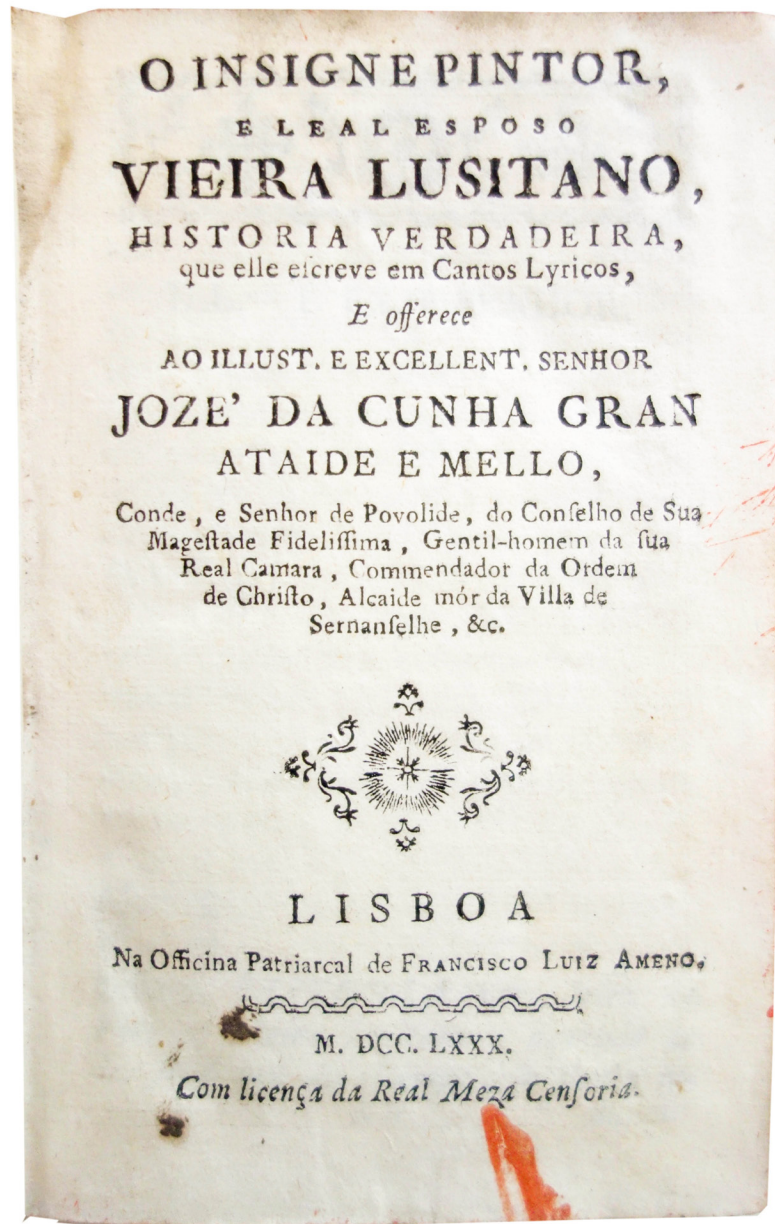 O INSIGNE PINTOR,
E LEAL ESPOSO
VIEIRA LUSITANO,
HISTORIA VERDADEIRA,
que elle eſcreve em Cantos Lyricos,
E offerece
AO ILLUST. E EXCELLENT. SENHOR
JOZE' DA CUNHA GRAN
ATAIDE E MELLO,
Conde, e Senhor de Povolide, do Conſelho de Sua
Mageſtade Fideliſſima, Gentil-homem da ſua
Real Camara, Commendador da Ordem
de Chriſto, Alcaide mór da Villa de
Sernanſelhe, &c.
LISBOA
Na Officina Patriarcal de FRANCISCO LUIZ AMENO.
M. DCC. LXXX.
Com licença da Real Meza Cenſoria.